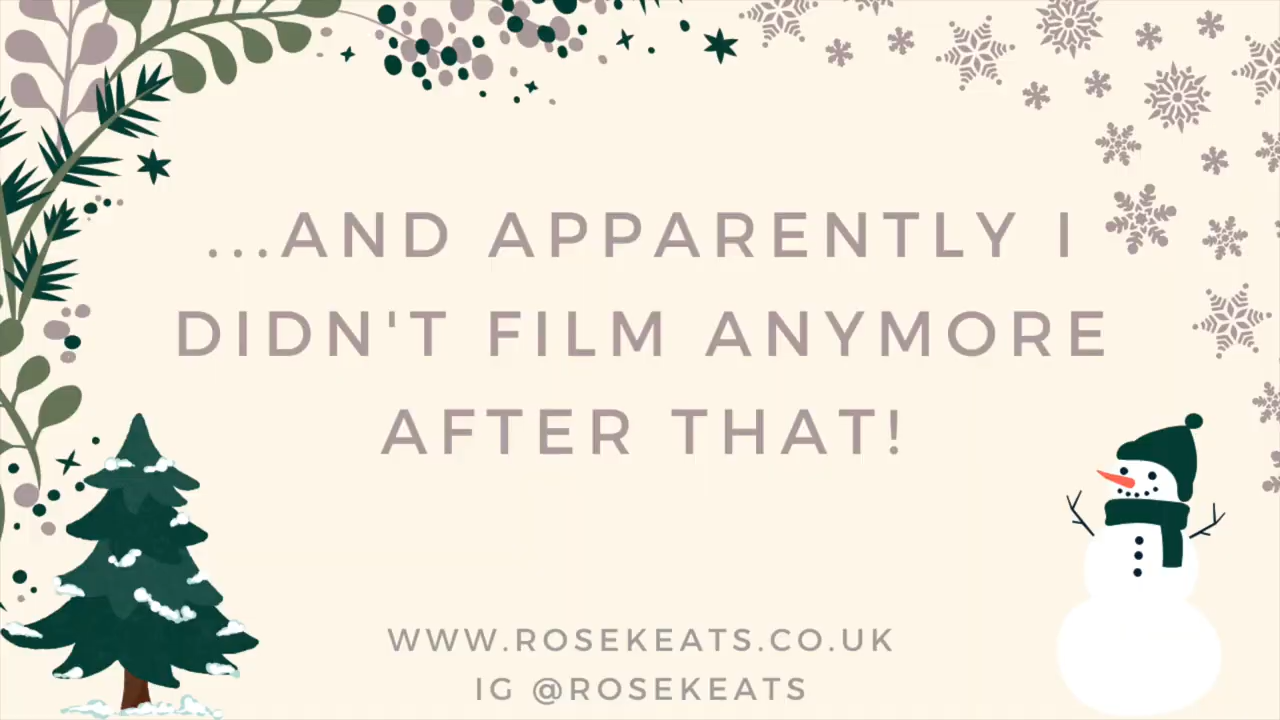 ...AND APPARENTLY I
DIDN'T FILM ANYMORE
AFTER THAT!
WWW.ROSEKEATS.CO.UK
IG @ROSEKEATS